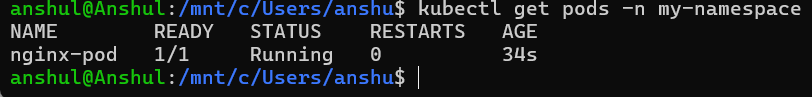 anshul@Anshul:/mnt/c/Users/anshu$ kubectl get pods -n my-namespace
NAME        READY   STATUS    RESTARTS   AGE
nginx-pod   1/1     Running   0          34s
anshul@Anshul:/mnt/c/Users/anshu$